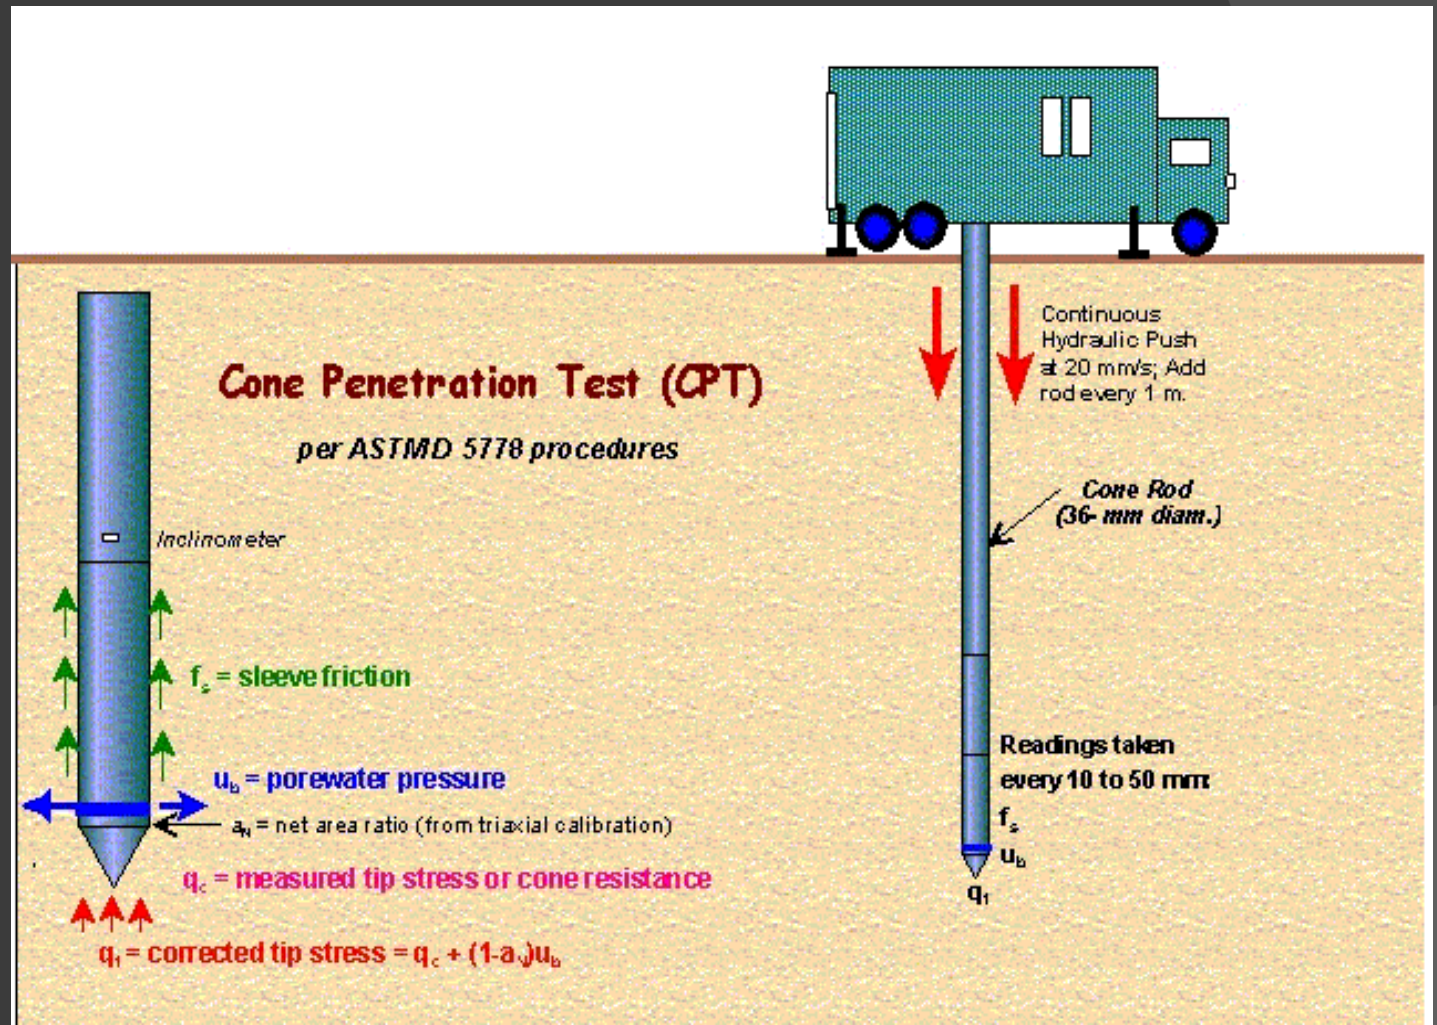 Cone Penetration Test (CPT)
per ASTMD 5778 procedures
Inclinometer
fs = sleeve friction
ub = porewater pressure
aN = net area ratio (from triaxial calibration)
qc = measured tip stress or cone resistance
qt = corrected tip stress = qc + (1-aN)ub
Continuous
Hydraulic Push
at 20 mm/s; Add
rod every 1 m.
Cone Rod
(36- mm diam.)
Readings taken
every 10 to 50 mm:
fs
ub
qt